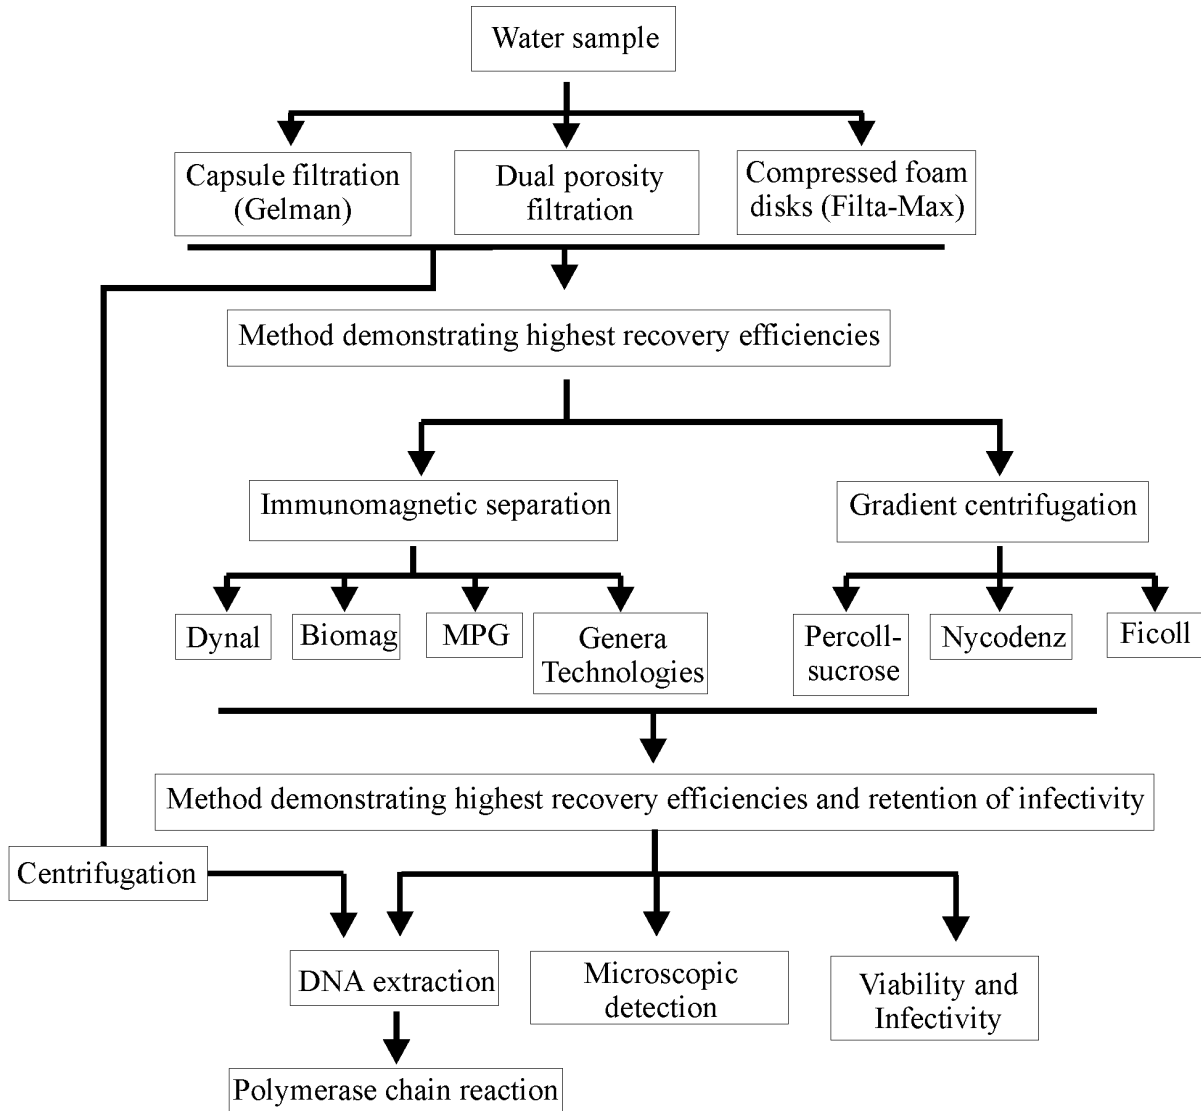 Water sample
Capsule filtration
(Gelman)
Dual porosity
filtration
Compressed foam
disks (Filta-Max)
Method demonstrating highest recovery efficiencies
Immunomagnetic separation
Gradient centrifugation
Dynal
Biomag
MPG
Genera
Technologies
Percoll-
sucrose
Nycodenz
Ficoll
Method demonstrating highest recovery efficiencies and retention of infectivity
Centrifugation
DNA extraction
Microscopic
detection
Viability and
Infectivity
Polymerase chain reaction